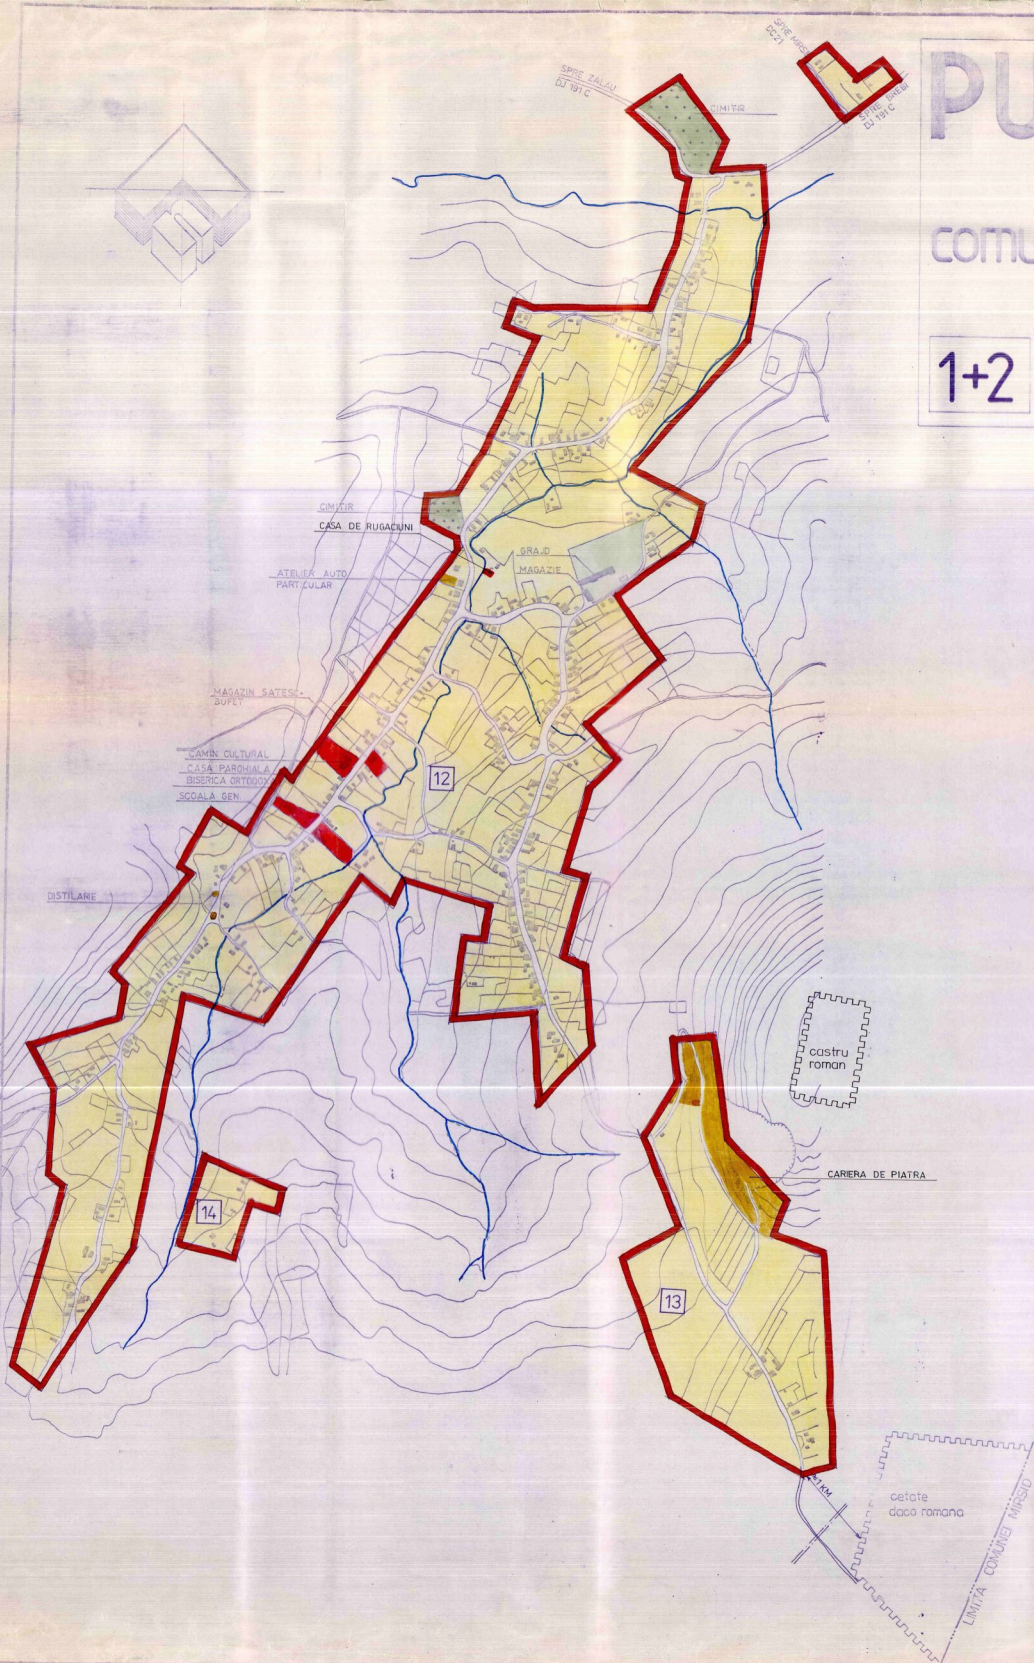 SPRE MIRSID
DC 21
SPRE ZALAU
DJ 191 C
CIMITIR
SPRE BREBI
DJ 191 C
PU
comu
1+2
CIMITIR
CASA DE RUGACIUNI
GRAJD
MAGAZIE
ATELIER AUTO
PARTICULAR
MAGAZIN SATESC+
BUFET
CAMIN CULTURAL
CASA PAROHIALA
BISERICA ORTODOX
SCOALA GEN.
12
DISTILARIE
castru
roman
CARIERA DE PIATRA
14
13
1 KM
cetate
daco romana
LIMITA COMUNEI MIRSID